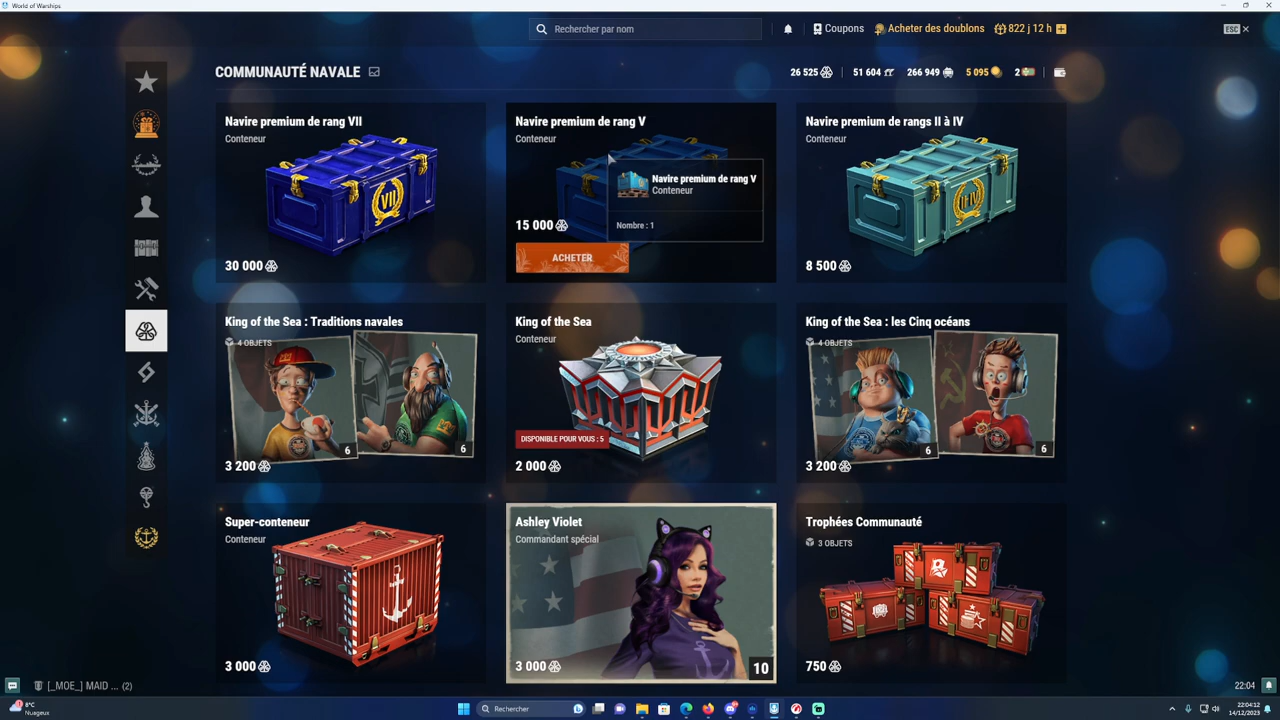 World of Warships
Rechercher par nom
Coupons
Acheter des doublons
822 j 12 h
ESC
COMMUNAUTÉ NAVALE
26 525
51 604
266 949
5 095
2
Navire premium de rang VII
Conteneur
VII
30 000
Navire premium de rang V
Conteneur
Navire premium de rang V
Conteneur
Nombre : 1
15 000
ACHETER
Navire premium de rangs II à IV
Conteneur
II-IV
8 500
King of the Sea : Traditions navales
4 OBJETS
6
6
3 200
King of the Sea
Conteneur
DISPONIBLE POUR VOUS : 5
2 000
King of the Sea : les Cinq océans
4 OBJETS
6
6
3 200
Super-conteneur
Conteneur
3 000
Ashley Violet
Commandant spécial
3 000
10
Trophées Communauté
3 OBJETS
750
[_MOE_] MAID ... (2)
22:04
8°C
Nuageux
Rechercher
22:04:12
14/12/2023